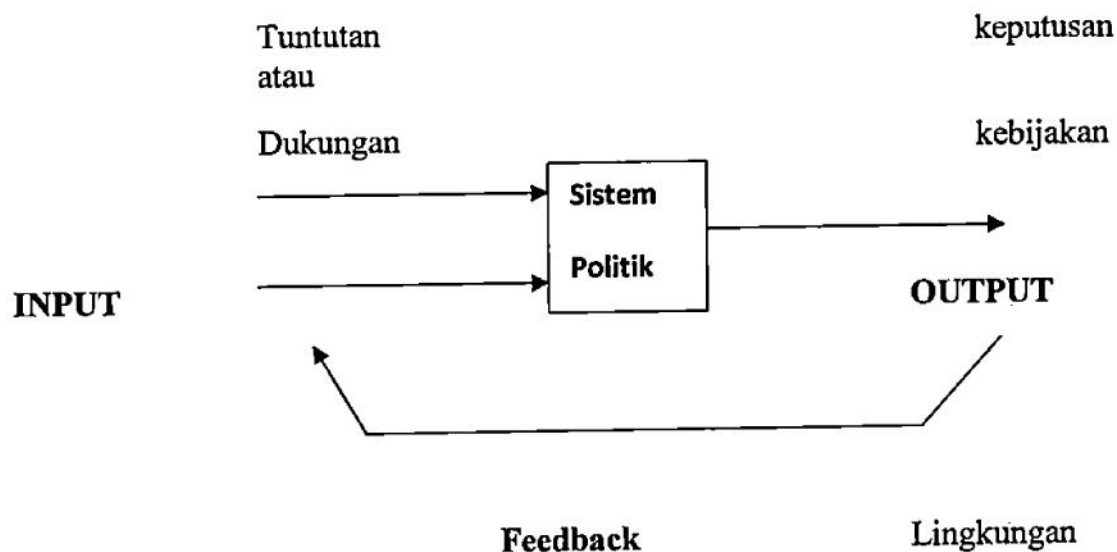 Tuntutan
atau
Dukungan
keputusan
kebijakan
Sistem
Politik
INPUT
OUTPUT
Feedback
Lingkungan